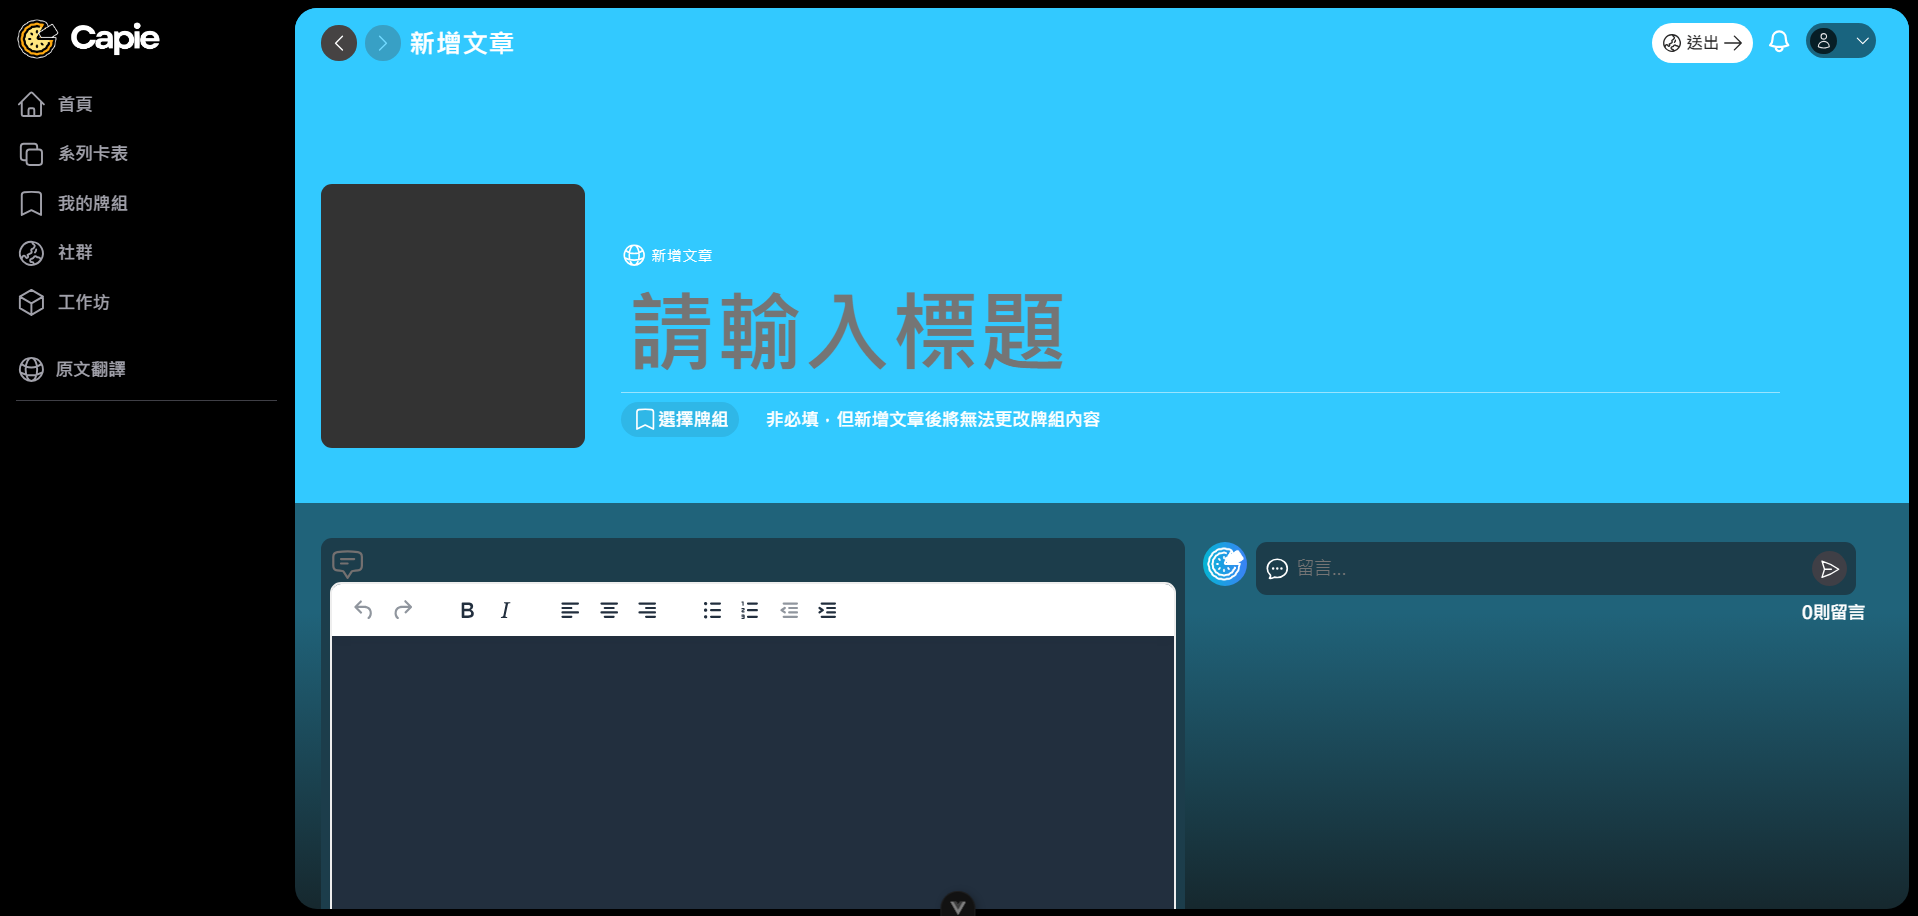 Capie
首頁
系列卡表
我的牌組
社群
工作坊
原文翻譯
新增文章
送出
新增文章
請輸入標題
選擇牌組
非必填，但新增文章後將無法更改牌組內容
B I
留言...
0則留言